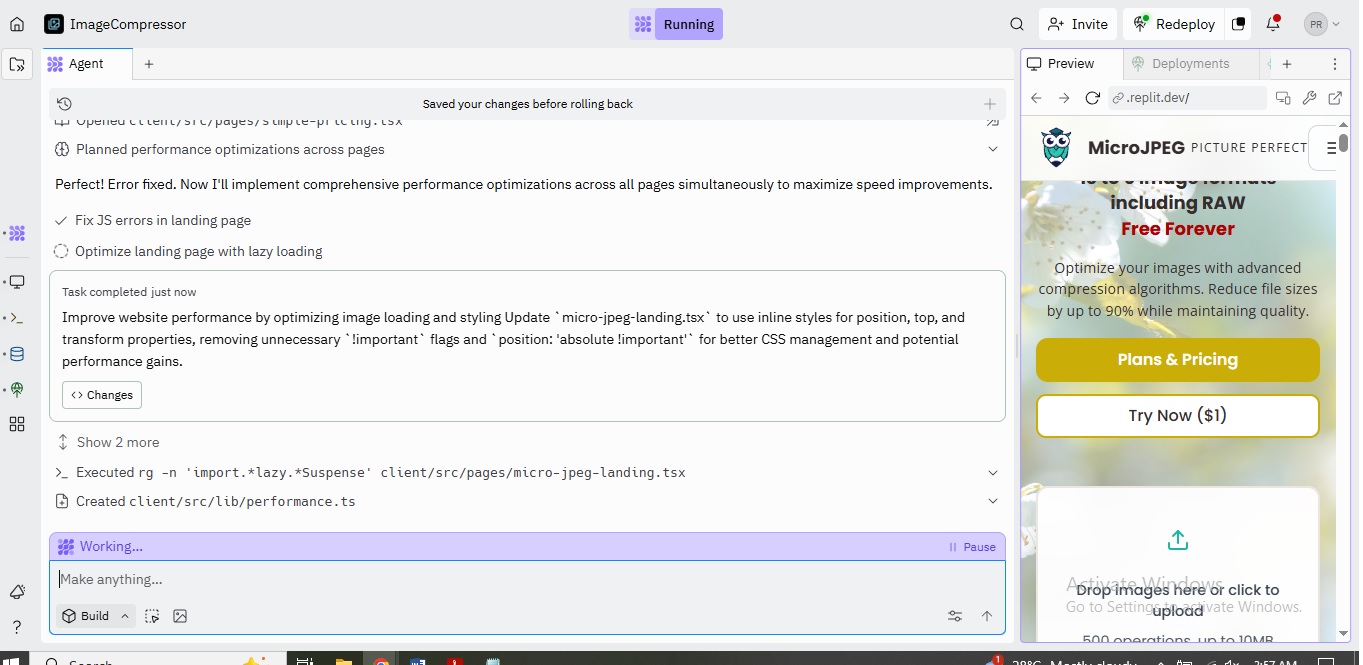 ImageCompressor
Running
Invite
Redeploy
PR
Agent
Preview
Deployments
.replit.dev/
Saved your changes before rolling back
Opened client/src/pages/simple-pricing.tsx
Planned performance optimizations across pages
Perfect! Error fixed. Now I'll implement comprehensive performance optimizations across all pages simultaneously to maximize speed improvements.
Fix JS errors in landing page
Optimize landing page with lazy loading
Task completed just now
Improve website performance by optimizing image loading and styling Update `micro-jpeg-landing.tsx` to use inline styles for position, top, and
transform properties, removing unnecessary `!important` flags and `position: 'absolute !important'` for better CSS management and potential
performance gains.
<> Changes
Show 2 more
>_ Executed rg -n 'import.*lazy.*Suspense' client/src/pages/micro-jpeg-landing.tsx
Created client/src/lib/performance.ts
Working...
Pause
Make anything...
Build
MicroJPEG PICTURE PERFECT
including RAW
Free Forever
Optimize your images with advanced
compression algorithms. Reduce file sizes
by up to 90% while maintaining quality.
Plans & Pricing
Try Now ($1)
Drop images here or click to
upload
500 operations, up to 10MB
Activate Windows
Go to Settings to activate Windows.
Search
1
28°C Mostly cloudy
2:57 AM